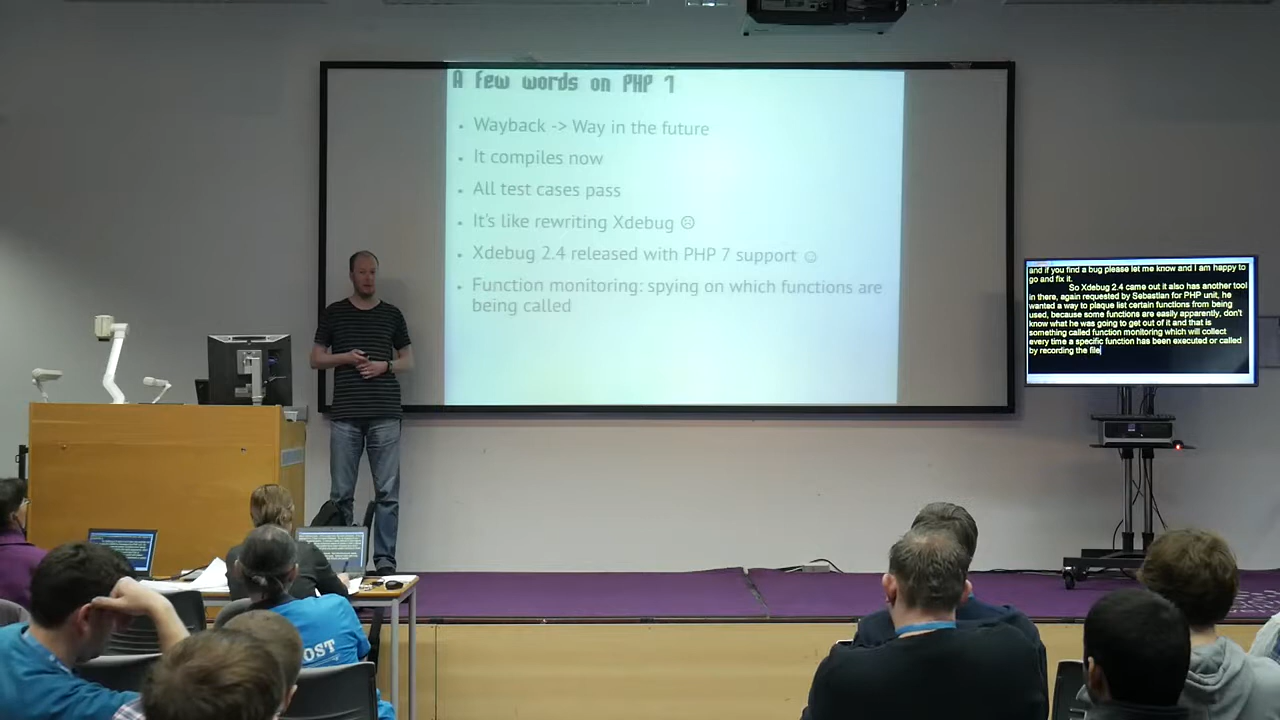 A few words on PHP 7
• Wayback -> Way in the future
• It compiles now
• All test cases pass
• It's like rewriting Xdebug ☹
• Xdebug 2.4 released with PHP 7 support ☺
• Function monitoring: spying on which functions are
being called
and if you find a bug please let me know and I am happy to
go and fix it.
So Xdebug 2.4 came out it also has another tool
in there, again requested by Sebastian for PHP unit, he
wanted a way to plaque list certain functions from being
used, because some functions are easily apparently, don't
know what he was going to get out of it and that is
something called function monitoring which will collect
every time a specific function has been executed or called
by recording the file
OST